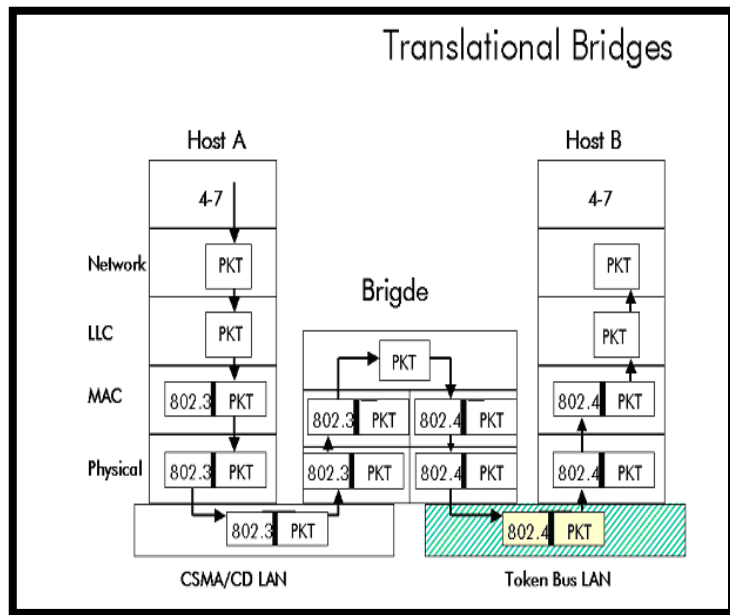 Translational Bridges
Host A
Host B
4-7
4-7
Network
PKT
PKT
Brigde
LLC
PKT
PKT
PKT
MAC
802.3 PKT
802.3 PKT
802.4 PKT
802.4 PKT
Physical
802.3 PKT
802.3 PKT
802.4 PKT
802.4 PKT
802.3 PKT
802.4 PKT
CSMA/CD LAN
Token Bus LAN